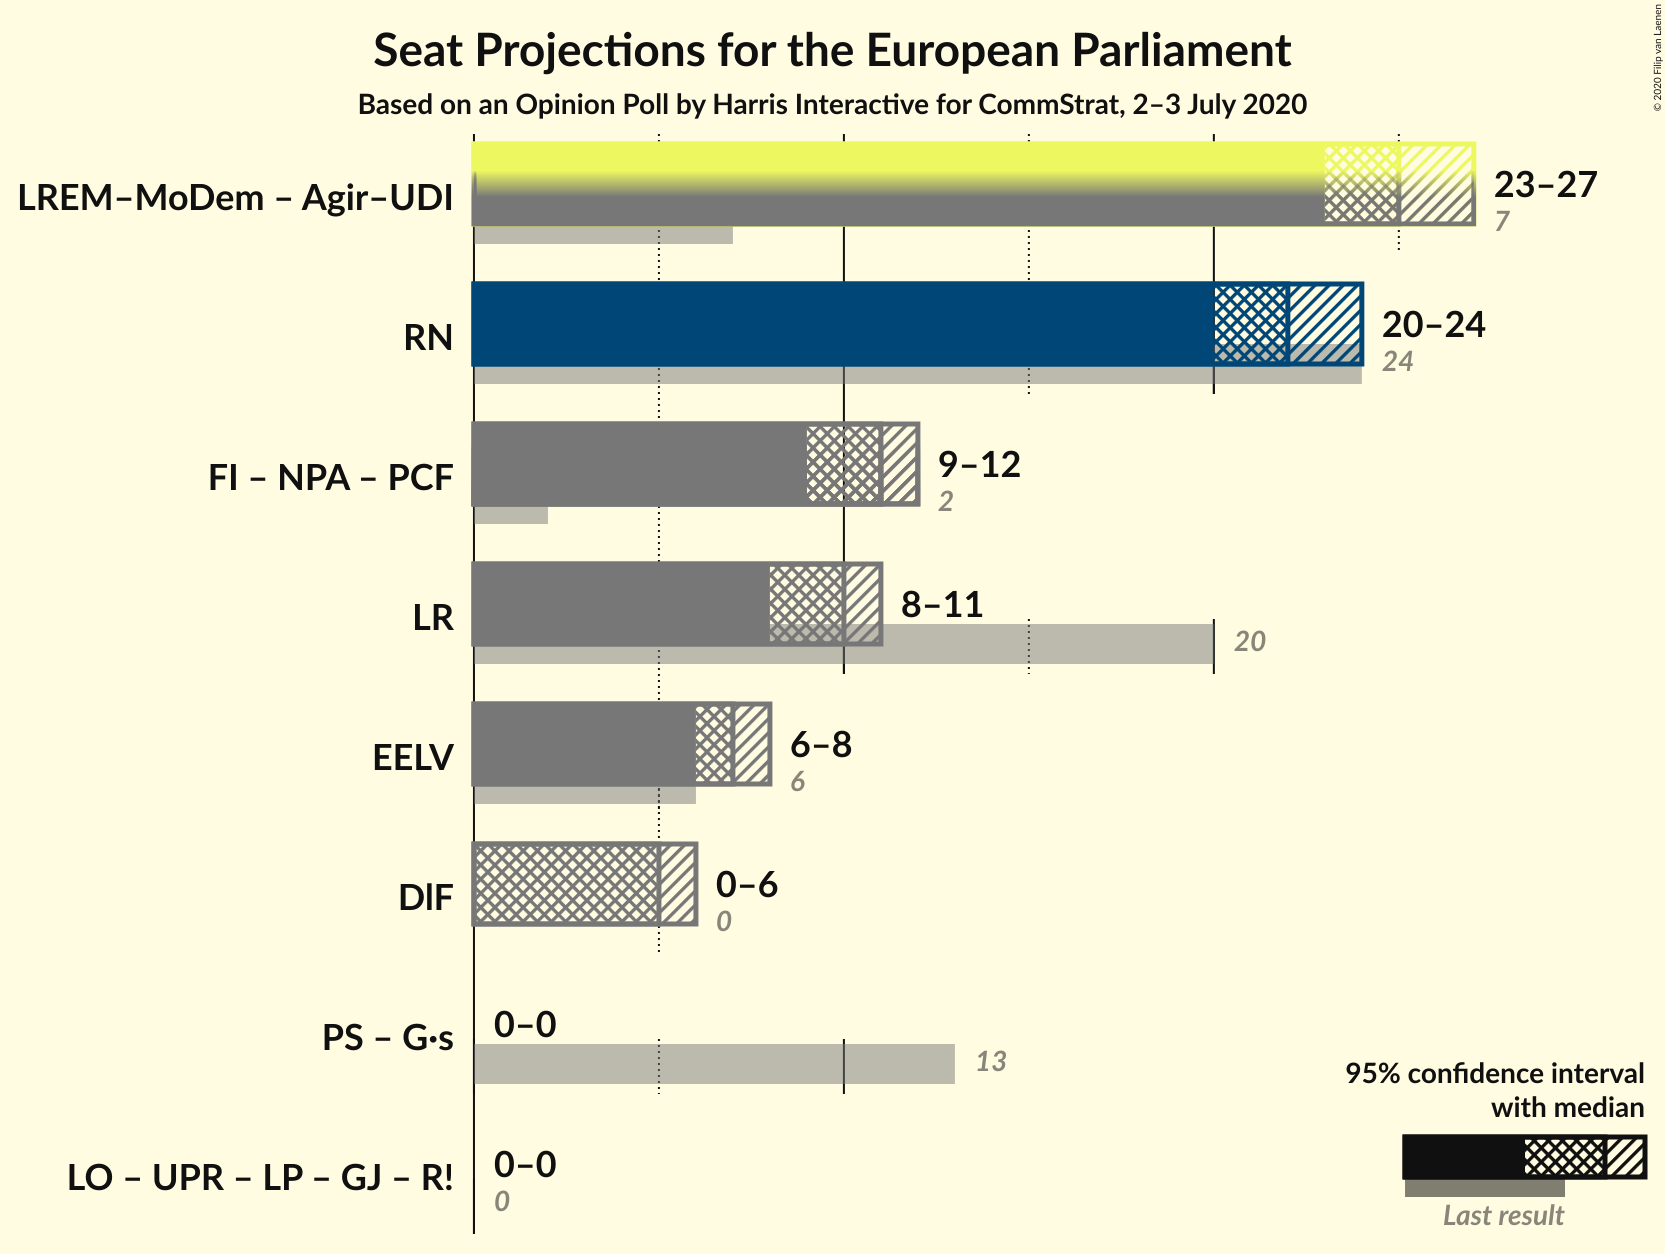 Seat Projections for the European Parliament
Based on an Opinion Poll by Harris Interactive for CommStrat, 2–3 July 2020
© 2020 Filip van Laenen
LREM–MoDem – Agir–UDI
23–27
7
RN
20–24
24
FI – NPA – PCF
9–12
2
LR
8–11
20
EELV
6–8
6
DlF
0–6
0
PS – G·s
0–0
13
LO – UPR – LP – GJ – R!
0–0
0
95% confidence interval
with median
Last result